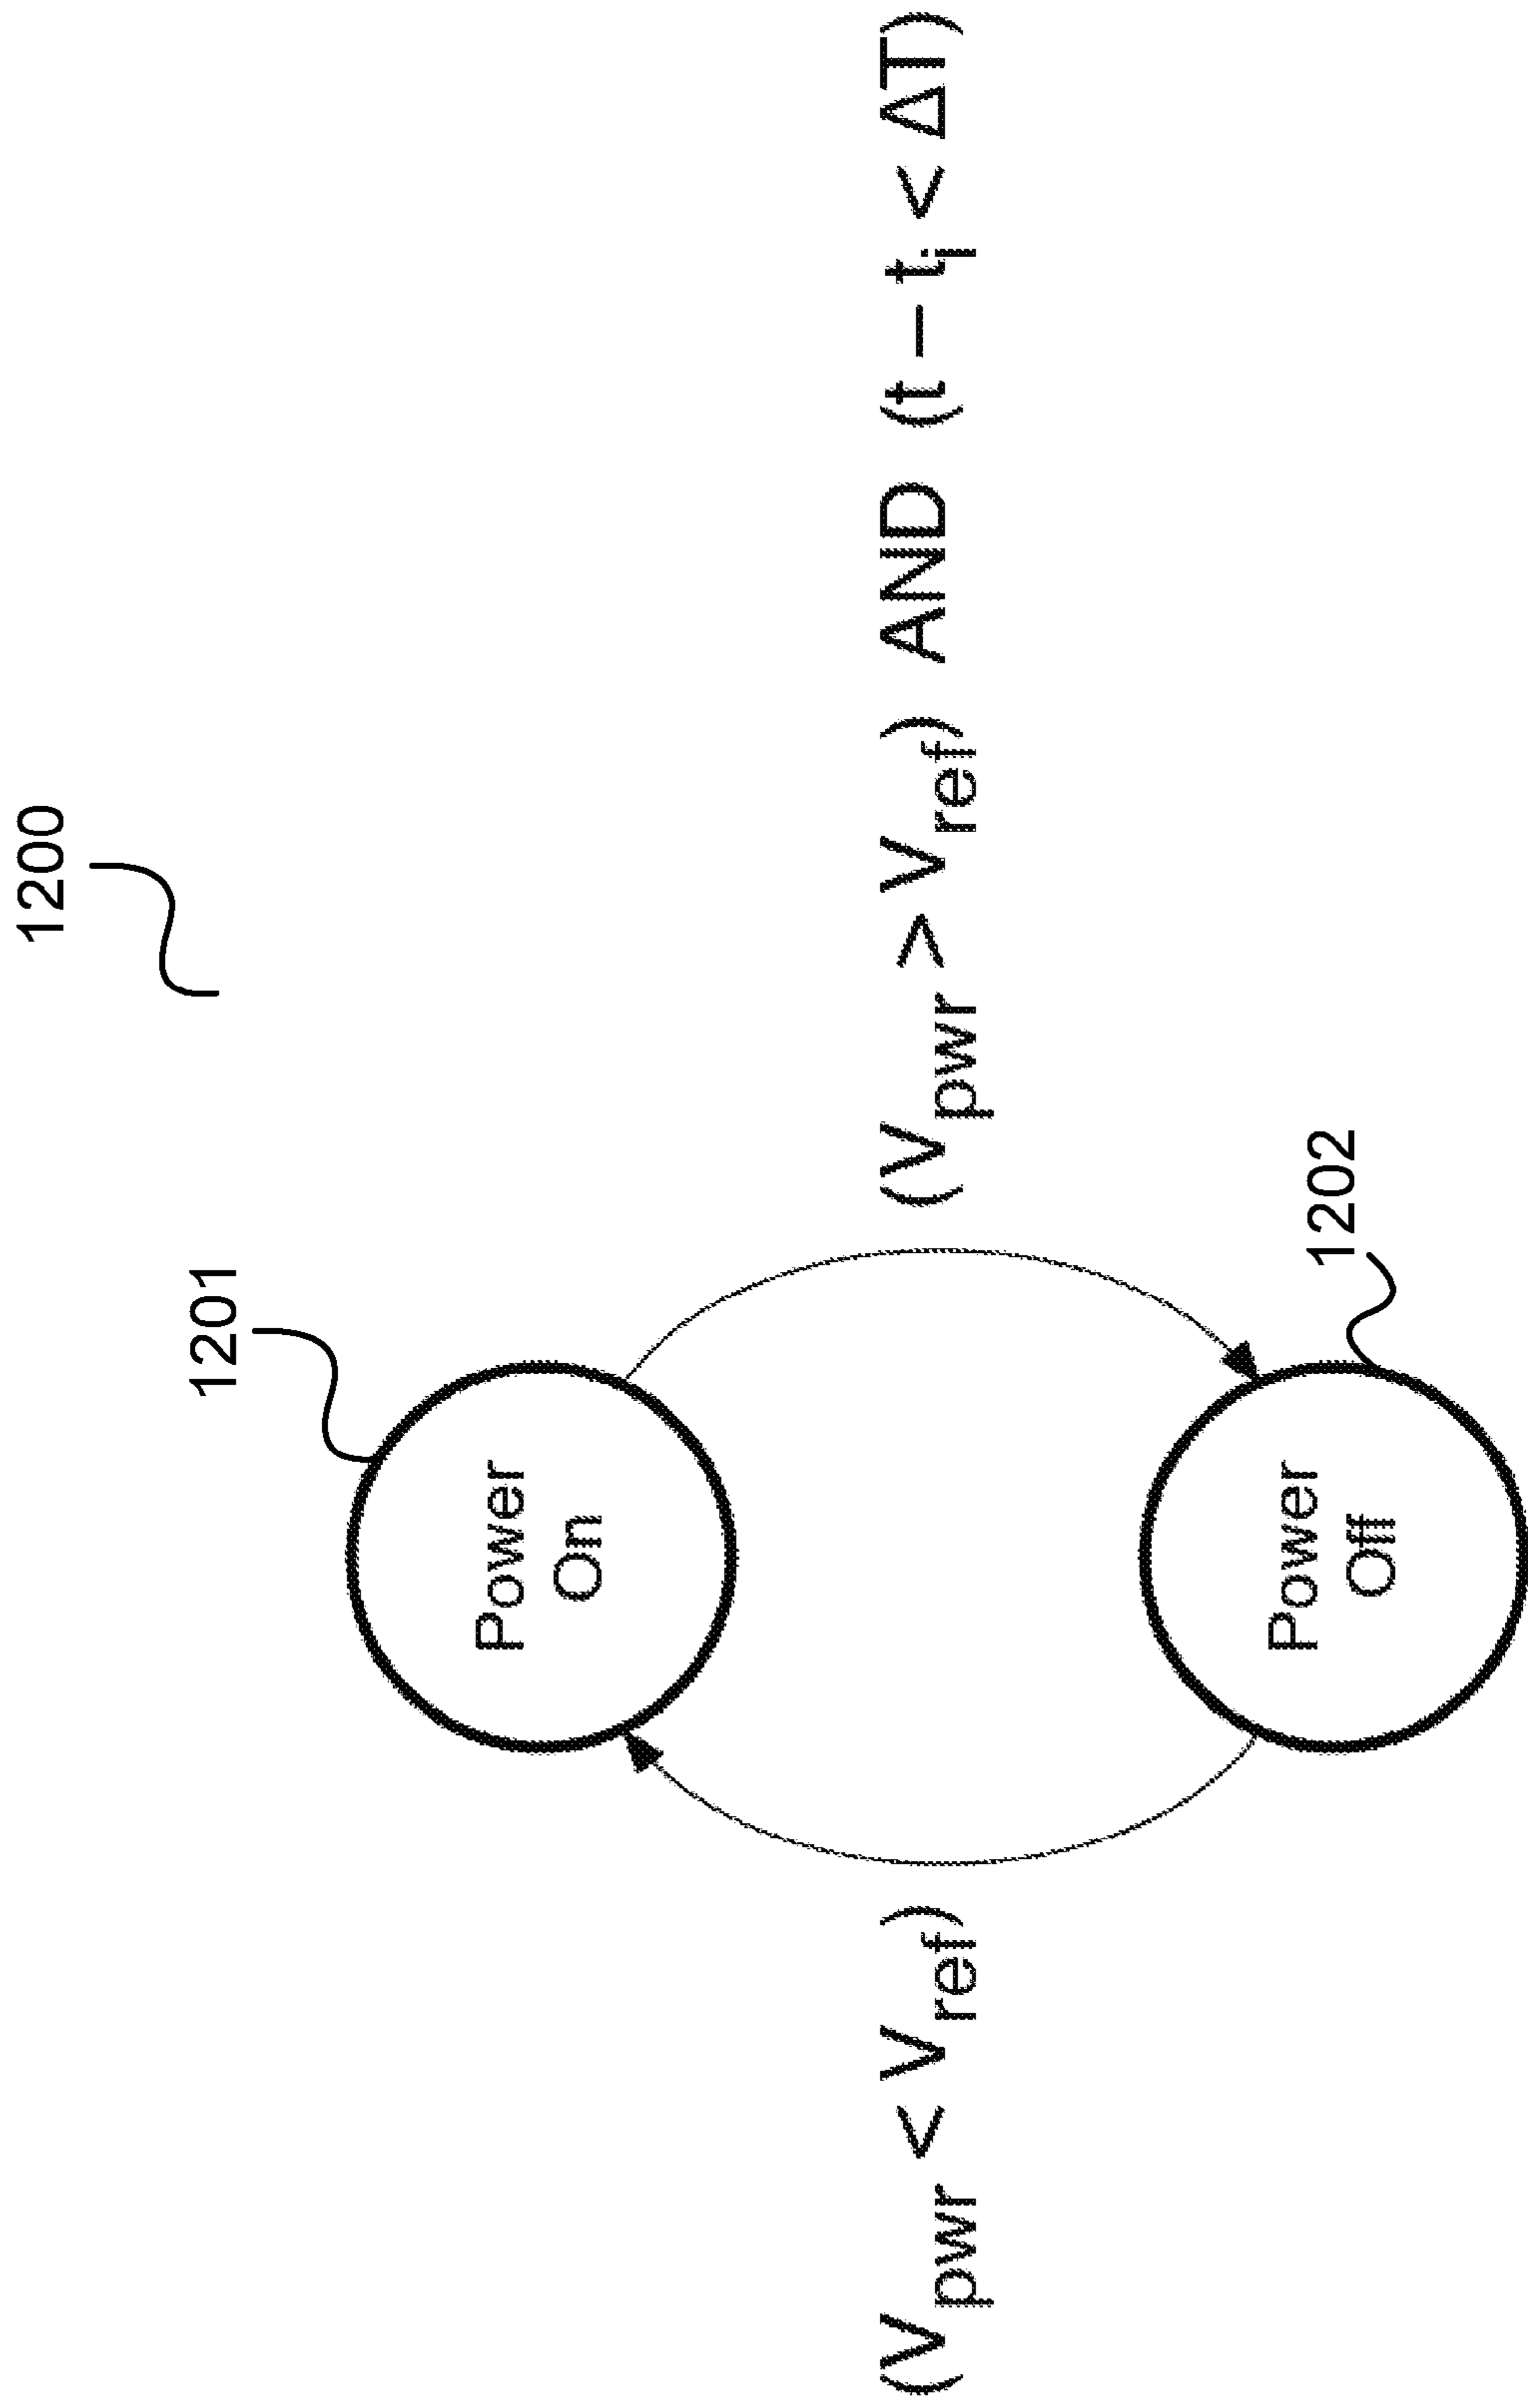 1200
1201
Power
On
(Vpwr < Vref)
(Vpwr > Vref) AND (t – ti < ΔT)
1202
Power
Off